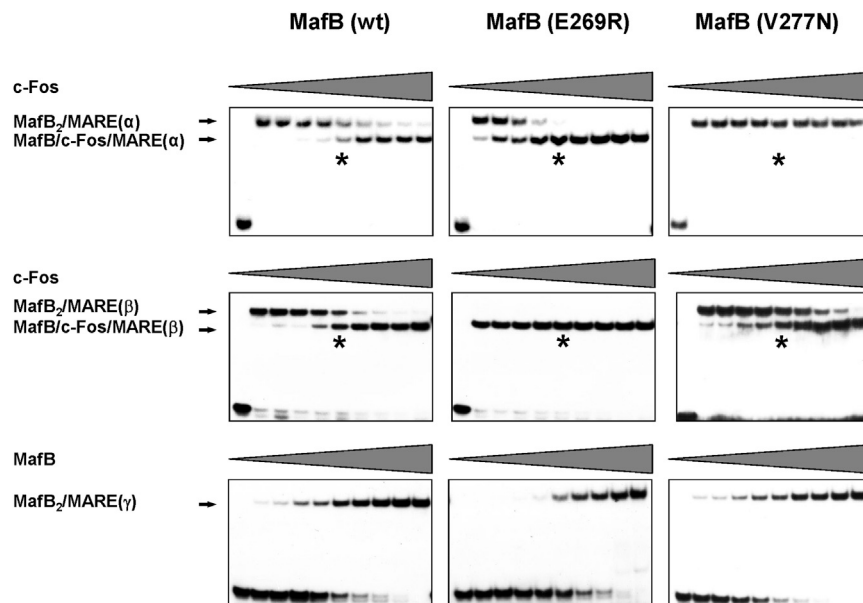 MafB (wt) MafB (E269R) MafB (V277N)
c-Fos
MafB₂/MARE(α)
MafB/c-Fos/MARE(α)
* * *
c-Fos
MafB₂/MARE(β)
MafB/c-Fos/MARE(β)
* * *
MafB
MafB₂/MARE(γ)